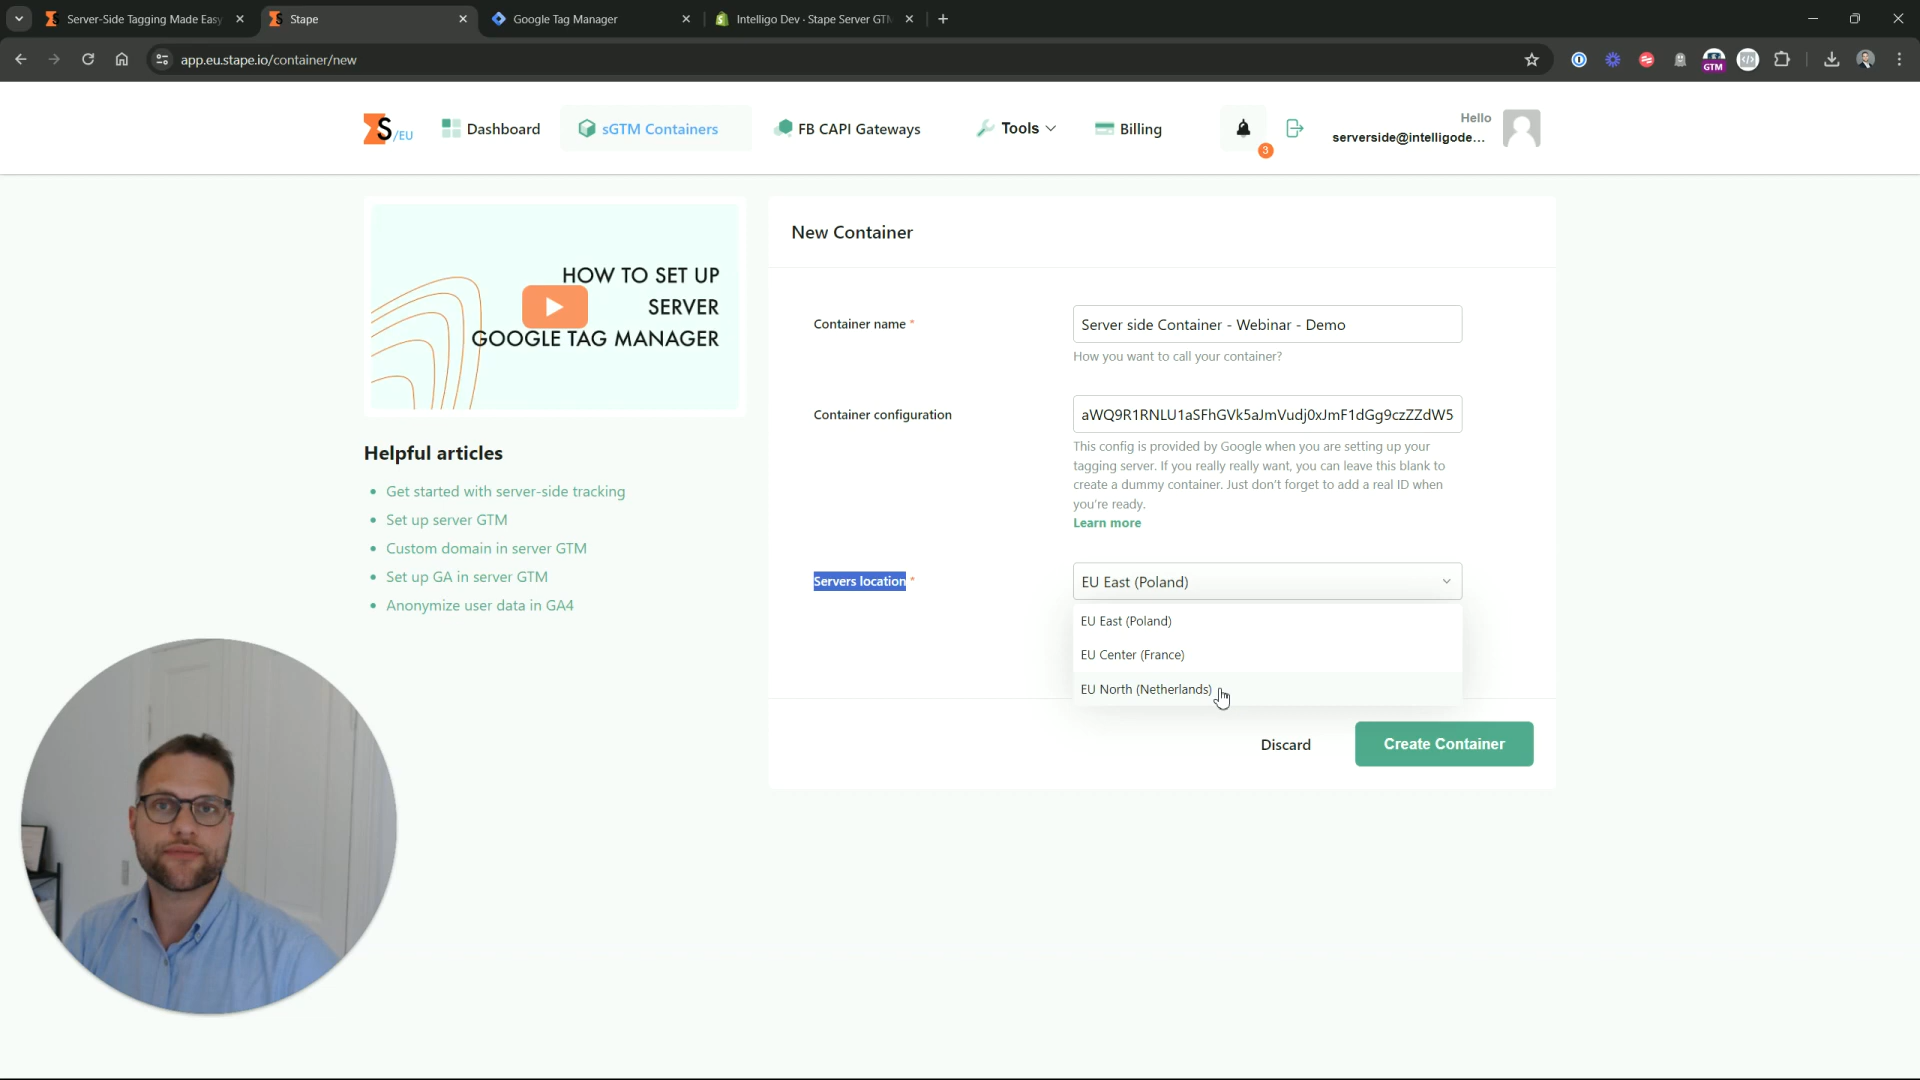 Server-Side Tagging Made Easy
Stape
Google Tag Manager
Intelligo Dev · Stape Server GTM
app.eu.stape.io/container/new
GTM
S/EU
Dashboard
sGTM Containers
FB CAPI Gateways
Tools
Billing
3
Hello
serverside@intelligode...
HOW TO SET UP
SERVER
GOOGLE TAG MANAGER
Helpful articles
Get started with server-side tracking
Set up server GTM
Custom domain in server GTM
Set up GA in server GTM
Anonymize user data in GA4
New Container
Container name *
Server side Container - Webinar - Demo
How you want to call your container?
Container configuration
aWQ9R1RNLU1aSFhGVk5aJmVudj0xJmF1dGg9czZZdW5
This config is provided by Google when you are setting up your
tagging server. If you really really want, you can leave this blank to
create a dummy container. Just don't forget to add a real ID when
you're ready.
Learn more
Servers location *
EU East (Poland)
EU East (Poland)
EU Center (France)
EU North (Netherlands)
Discard
Create Container